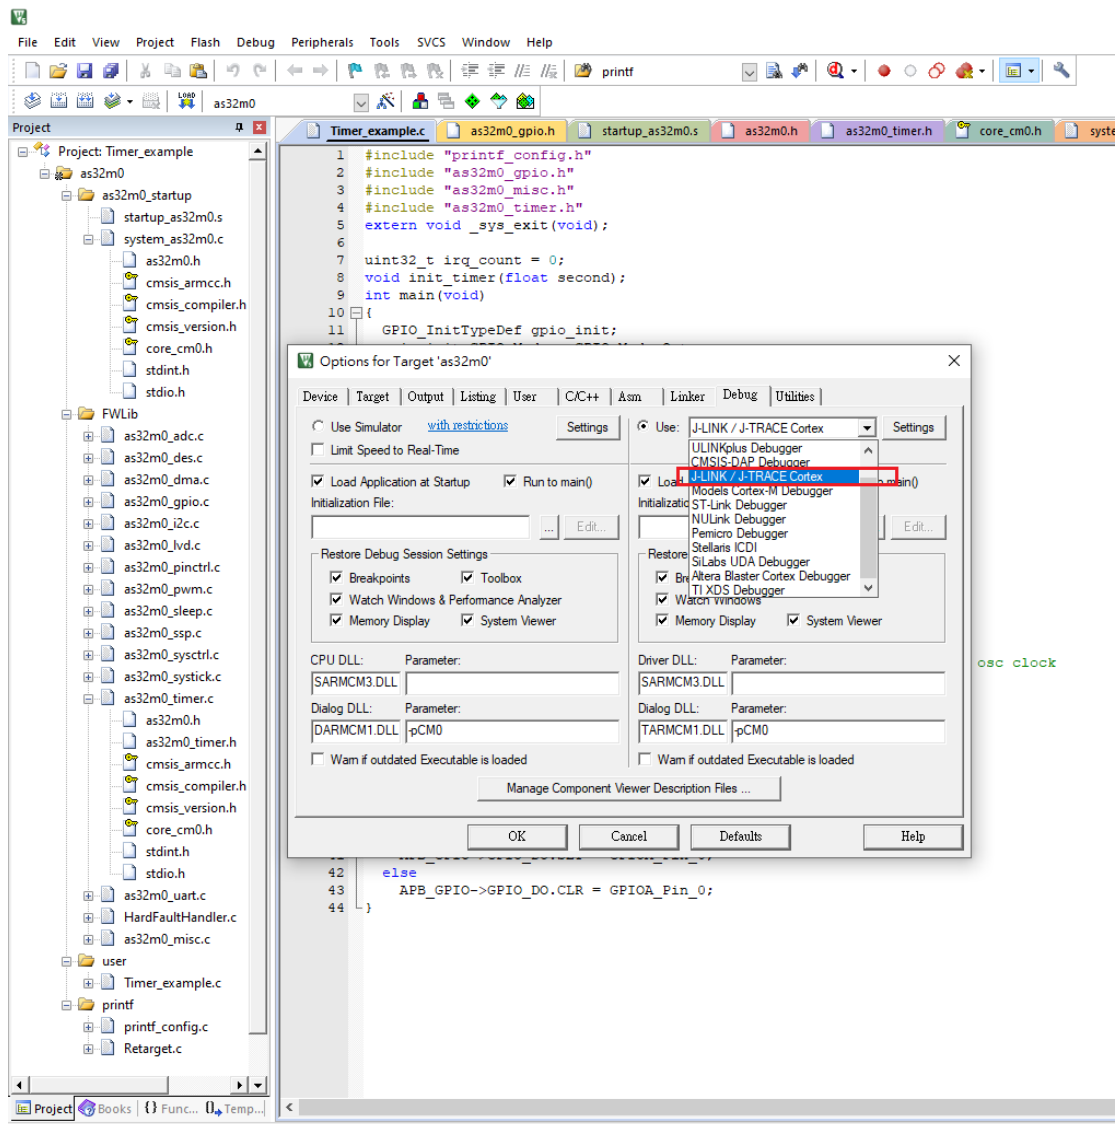 File Edit View Project Flash Debug Peripherals Tools SVCS Window Help
printf
LOAD as32m0
Project
Project: Timer_example
as32m0
as32m0_startup
startup_as32m0.s
system_as32m0.c
as32m0.h
cmsis_armcc.h
cmsis_compiler.h
cmsis_version.h
core_cm0.h
stdint.h
stdio.h
FWLib
as32m0_adc.c
as32m0_des.c
as32m0_dma.c
as32m0_gpio.c
as32m0_i2c.c
as32m0_lvd.c
as32m0_pinctrl.c
as32m0_pwm.c
as32m0_sleep.c
as32m0_ssp.c
as32m0_sysctrl.c
as32m0_systick.c
as32m0_timer.c
as32m0.h
as32m0_timer.h
cmsis_armcc.h
cmsis_compiler.h
cmsis_version.h
core_cm0.h
stdint.h
stdio.h
as32m0_uart.c
HardFaultHandler.c
as32m0_misc.c
user
Timer_example.c
printf
printf_config.c
Retarget.c
Project Books {} Func... Temp...
Timer_example.c as32m0_gpio.h startup_as32m0.s as32m0.h as32m0_timer.h core_cm0.h syste
1 #include "printf_config.h"
2 #include "as32m0_gpio.h"
3 #include "as32m0_misc.h"
4 #include "as32m0_timer.h"
5 extern void _sys_exit(void);
6
7 uint32_t irq_count = 0;
8 void init_timer(float second);
9 int main(void)
10 {
11 GPIO_InitTypeDef gpio_init;
Options for Target 'as32m0'
Device Target Output Listing User C/C++ Asm Linker Debug Utilities
Use Simulator with restrictions Settings
Limit Speed to Real-Time
Load Application at Startup Run to main()
Initialization File:
... Edit...
Restore Debug Session Settings
Breakpoints Toolbox
Watch Windows & Performance Analyzer
Memory Display System Viewer
CPU DLL: Parameter:
SARMCM3.DLL
Dialog DLL: Parameter:
DARMCM1.DLL -pCM0
Warn if outdated Executable is loaded
Use: J-LINK / J-TRACE Cortex Settings
ULINKplus Debugger
CMSIS-DAP Debugger
J-LINK / J-TRACE Cortex
Models Cortex-M Debugger
ST-Link Debugger
NULink Debugger
Pemicro Debugger
Stellaris ICDI
SiLabs UDA Debugger
Altera Blaster Cortex Debugger
TI XDS Debugger
Load main()
Edit...
Restore
Watch Windows
Memory Display System Viewer
Driver DLL: Parameter:
SARMCM3.DLL
Dialog DLL: Parameter:
TARMCM1.DLL -pCM0
Warn if outdated Executable is loaded
Manage Component Viewer Description Files ...
OK Cancel Defaults Help
osc clock
42 else
43 APB_GPIO->GPIO_DO.CLR = GPIOA_Pin_0;
44 }